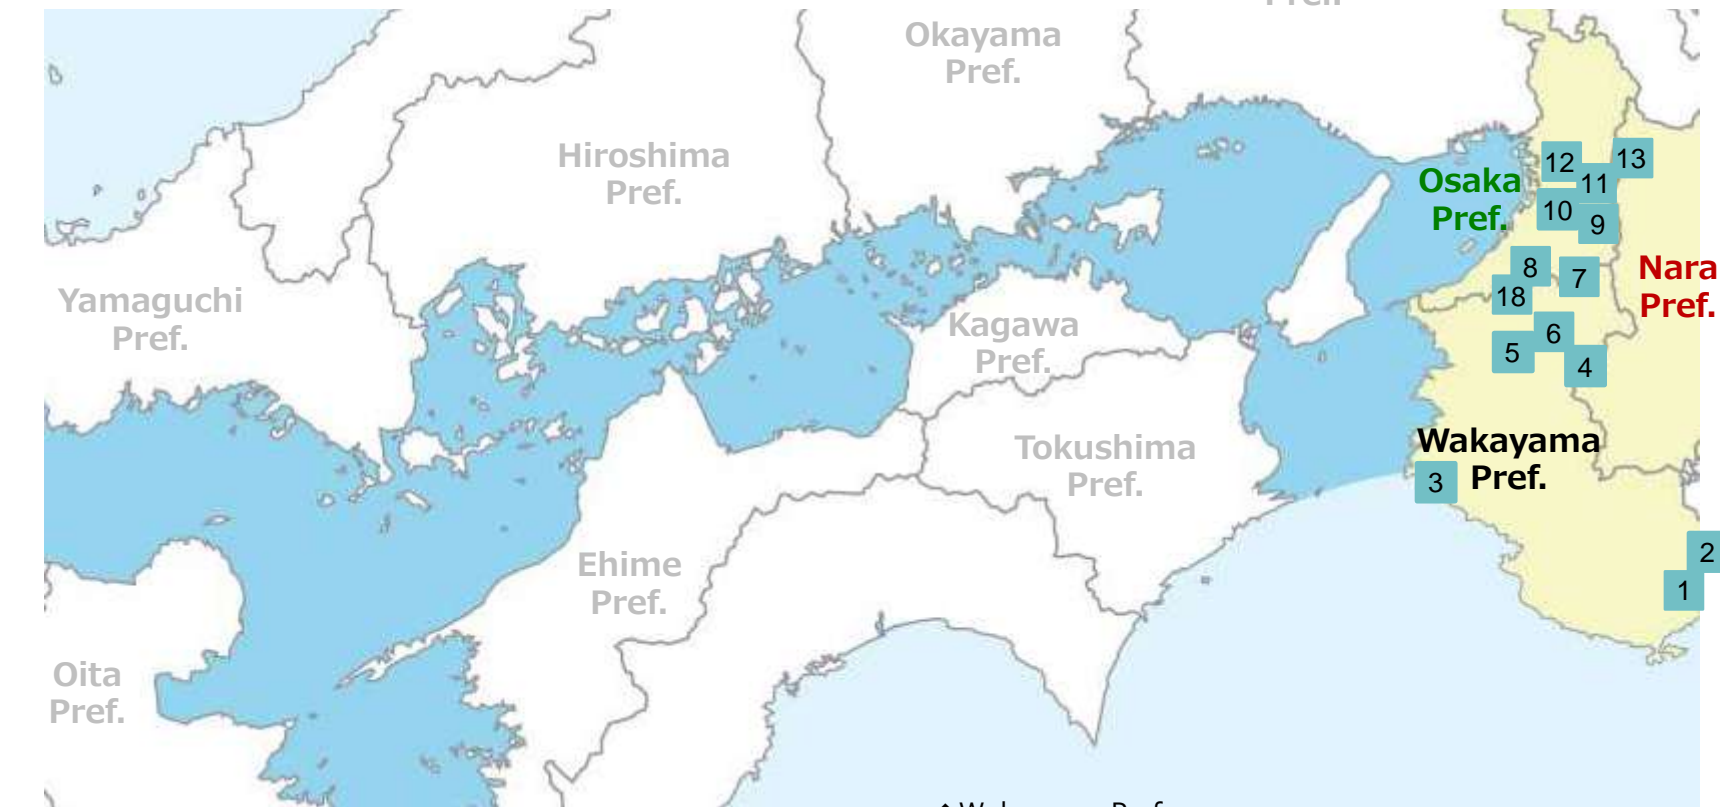 Pref.
Okayama
Pref.
Hiroshima
Pref.
12
13
11
Osaka
Pref.
10
9
8
7
18
Nara
Pref.
Yamaguchi
Pref.
Kagawa
Pref.
6
5
4
Wakayama
Pref.
3
Tokushima
Pref.
2
1
Ehime
Pref.
Oita
Pref.